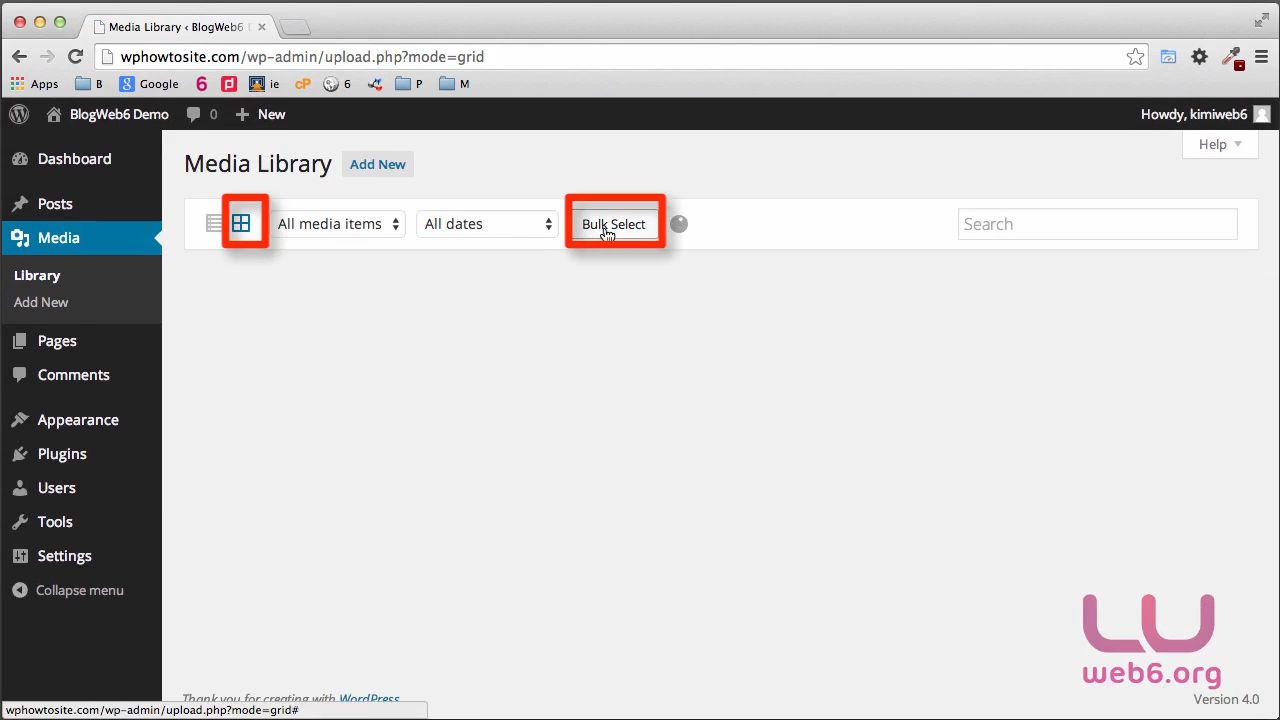 Media Library ‹ BlogWeb6
wphowtosite.com/wp-admin/upload.php?mode=grid
Apps B Google 6 ie cP 6 P M
BlogWeb6 Demo 0 + New Howdy, kimiweb6
Dashboard
Posts
Media
Library
Add New
Pages
Comments
Appearance
Plugins
Users
Tools
Settings
Collapse menu
Help
Media Library Add New
All media items All dates Bulk Select Search
web6.org
Thank you for creating with WordPress
Version 4.0
wphowtosite.com/wp-admin/upload.php?mode=grid#